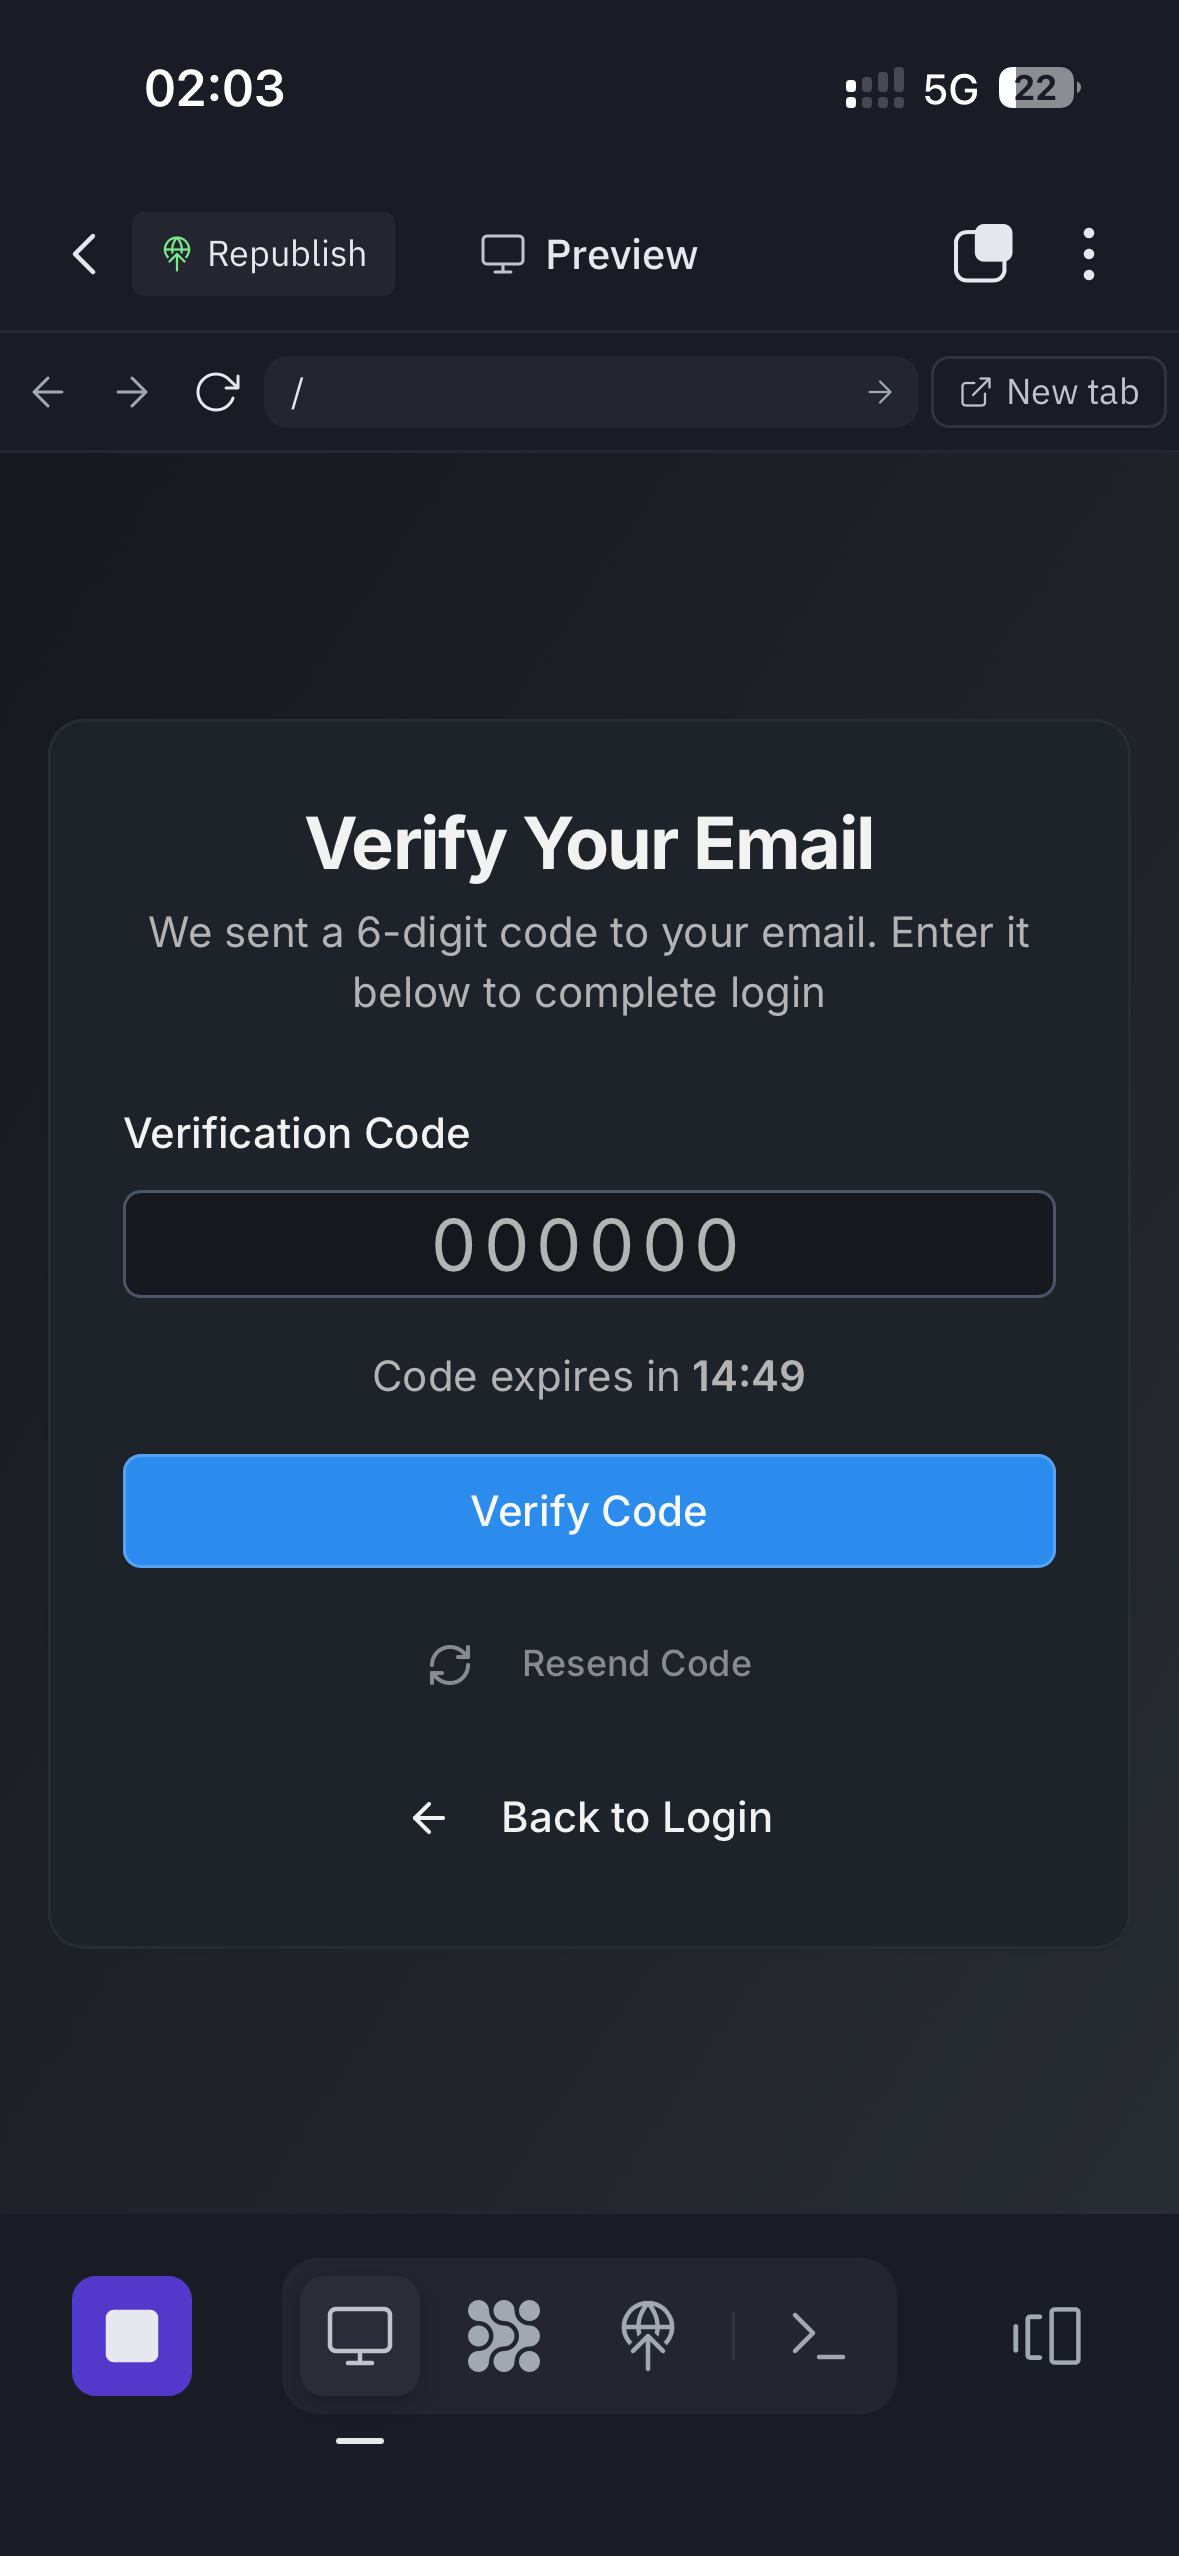 02:03
5G
22
Republish
Preview
/
New tab
Verify Your Email
We sent a 6-digit code to your email. Enter it
below to complete login
Verification Code
000000
Code expires in 14:49
Verify Code
Resend Code
Back to Login